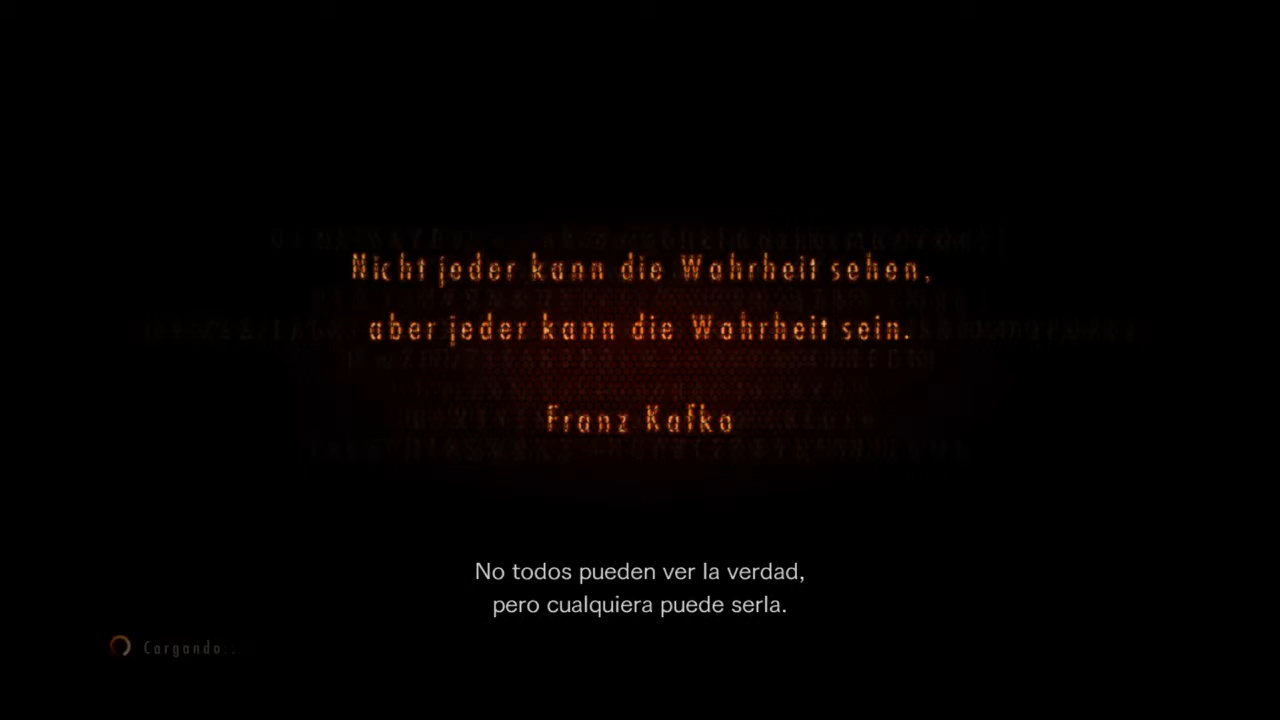 Nicht jeder kann die Wahrheit sehen,
aber jeder kann die Wahrheit sein.
Franz Kafka
No todos pueden ver la verdad,
pero cualquiera puede serla.
Cargando...